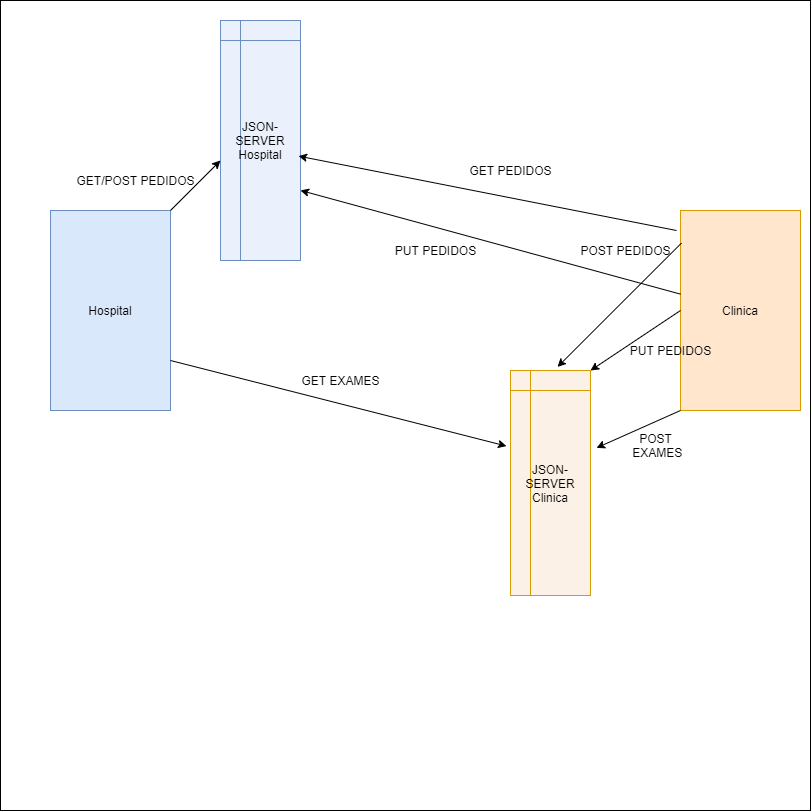 JSON-
SERVER
Hospital
GET/POST PEDIDOS
GET PEDIDOS
PUT PEDIDOS
POST PEDIDOS
Hospital
Clinica
PUT PEDIDOS
GET EXAMES
POST
EXAMES
JSON-
SERVER
Clinica